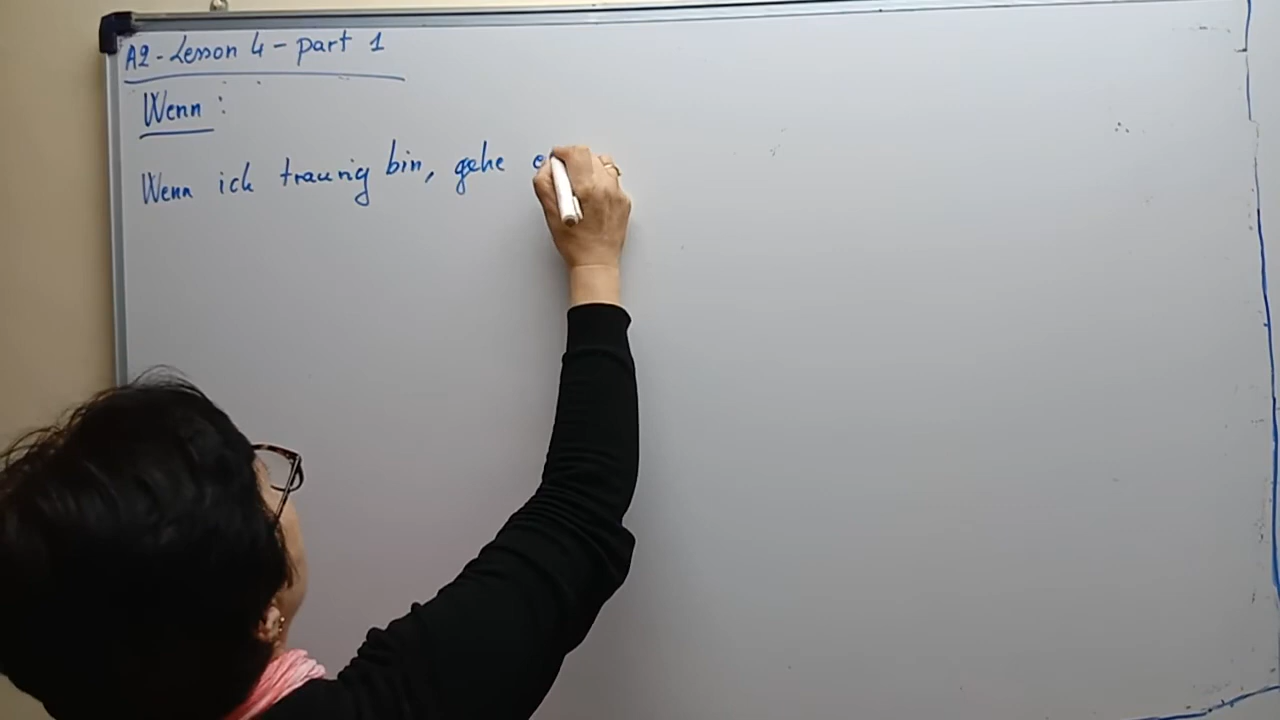 A2 - Lesson 4 - part 1
Wenn :
Wenn ich traurig bin, gehe